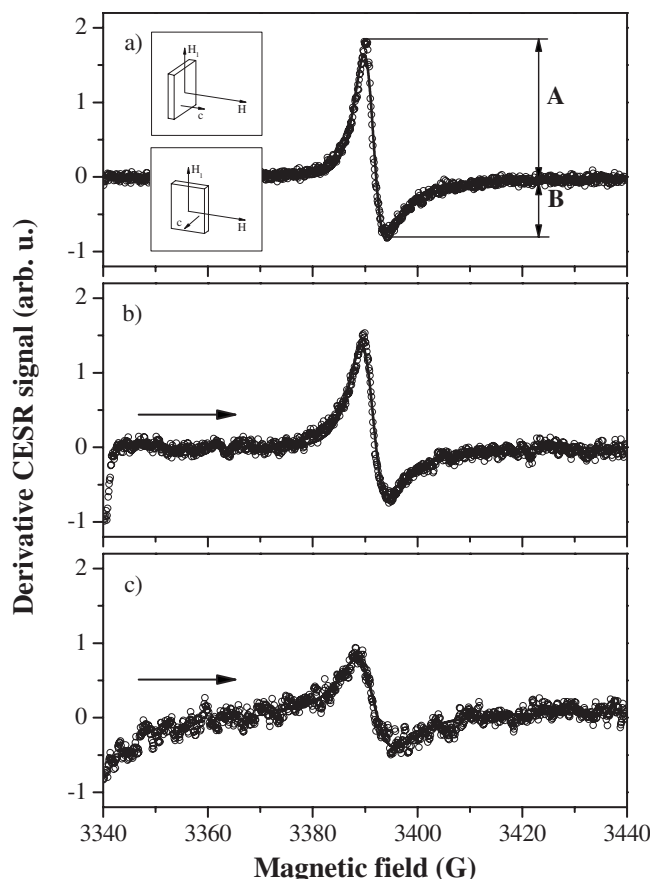 Derivative CESR signal (arb. u.)
2
1
0
-1
a)
H1
H
c
H1
H
c
A
B
2
1
0
-1
b)
2
1
0
-1
c)
3340 3360 3380 3400 3420 3440
Magnetic field (G)